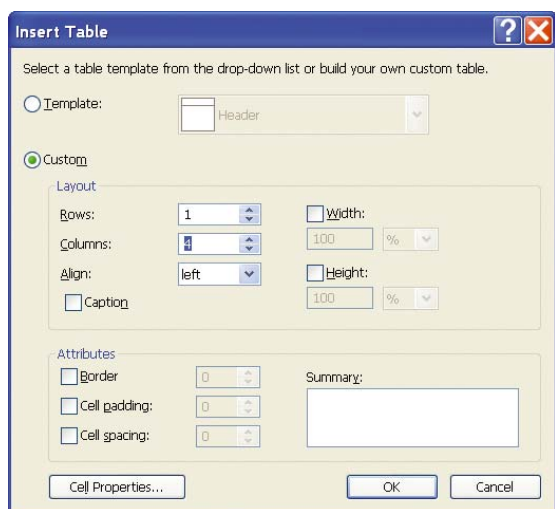 Insert Table
Select a table template from the drop-down list or build your own custom table.
Template:
Header
Custom
Layout
Rows: 1
Width:
Columns: 4
100 %
Align: left
Height:
Caption
100 %
Attributes
Border 0
Summary:
Cell padding: 0
Cell spacing: 0
Cell Properties... OK Cancel